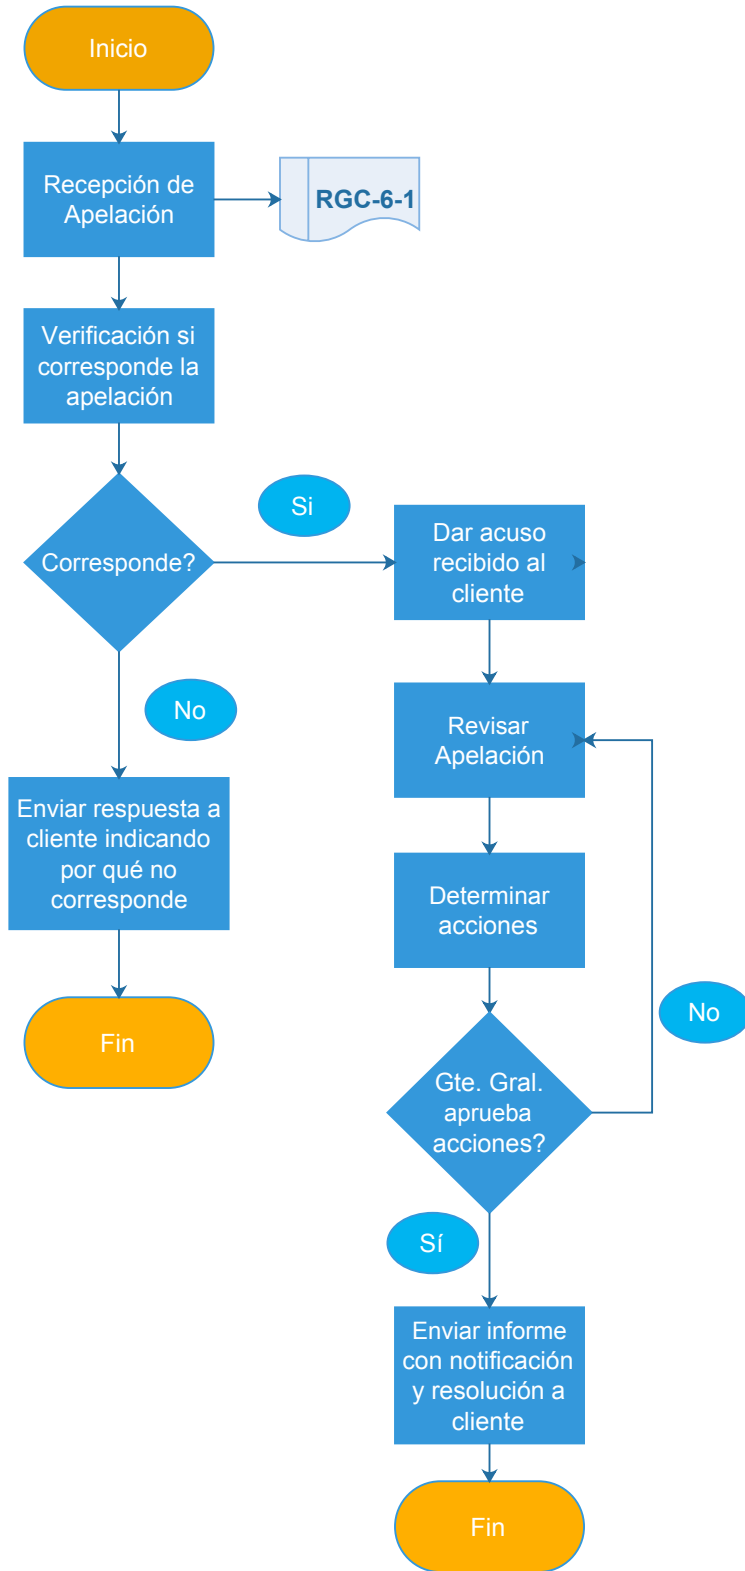 Inicio
Recepción de
Apelación
RGC-6-1
Verificación si
corresponde la
apelación
Corresponde?
Si
Dar acuso
recibido al
cliente
No
Revisar
Apelación
Enviar respuesta a
cliente indicando
por qué no
corresponde
Determinar
acciones
No
Fin
Gte. Gral.
aprueba
acciones?
Sí
Enviar informe
con notificación
y resolución a
cliente
Fin